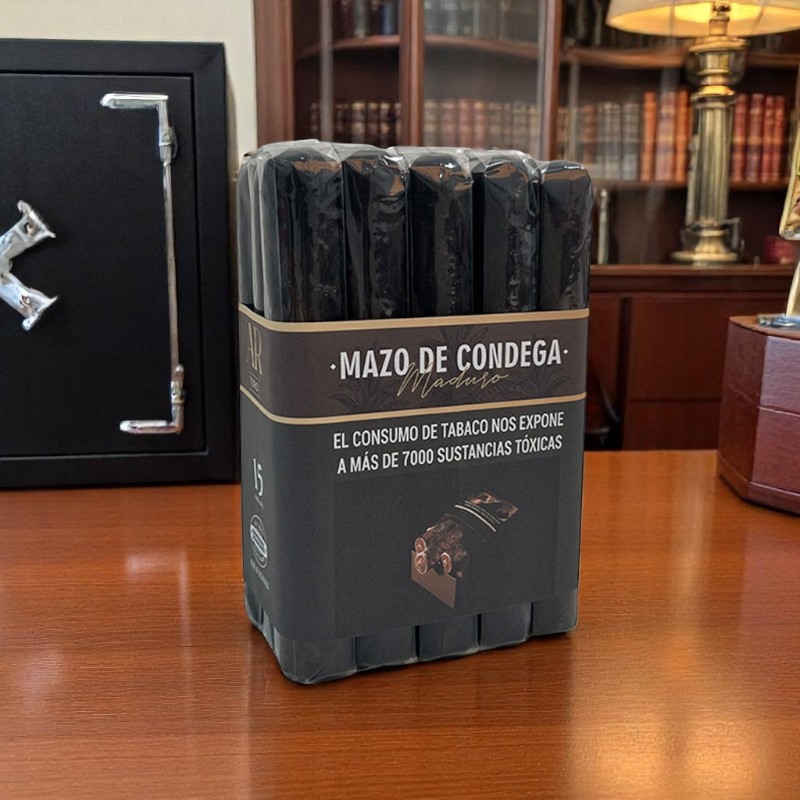 ·MAZO DE CONDEGA·
Maduro
EL CONSUMO DE TABACO NOS EXPONE
A MÁS DE 7000 SUSTANCIAS TÓXICAS
AR
15